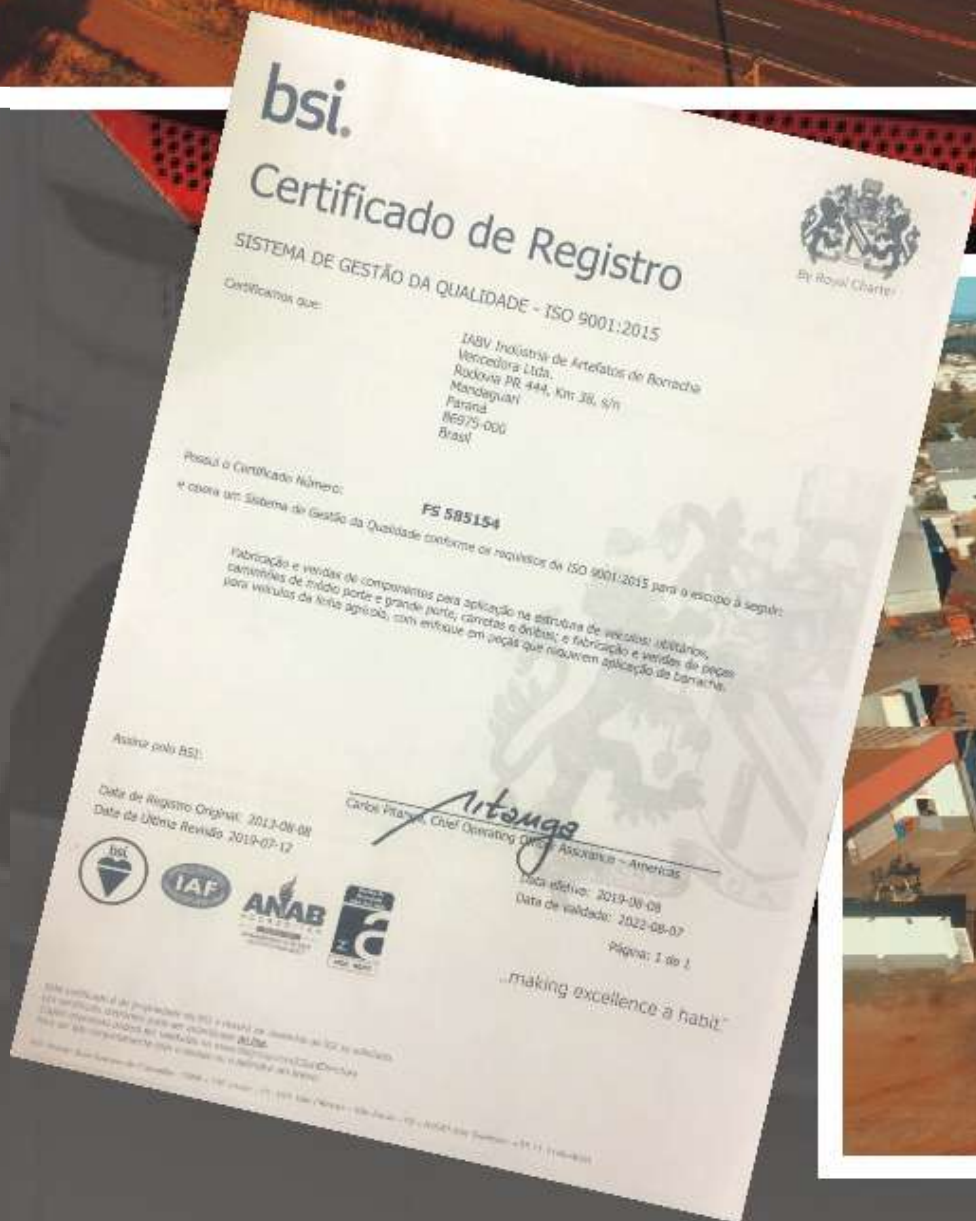 bsi.
By Royal Charter
Certificado de Registro
SISTEMA DE GESTÃO DA QUALIDADE - ISO 9001:2015
Certificamos que:
IABV Indústria de Artefatos de Borracha
Vencedora Ltda.
Rodovia PR 444, Km 38, s/n
Mandaguari
Paraná
86975-000
Brasil
Possui o Certificado Número:
FS 585154
e opera um Sistema de Gestão da Qualidade conforme os requisitos da ISO 9001:2015 para o escopo à seguir:
Fabricação e vendas de componentes para aplicação na estrutura de veículos: utilitários,
caminhões de médio porte e grande porte, carretas e ônibus; e fabricação e vendas de peças
para veículos da linha agrícola, com enfoque em peças que requerem aplicação de borracha.
Assina pelo BSI:
Carlos Pitanga, Chief Operating Officer Assurance – Americas
Data de Registro Original: 2013-08-08
Data da Última Revisão 2019-07-12
Data efetivo: 2019-08-08
Data de validade: 2022-08-07
Página: 1 de 1
bsi.
IAF
ANAB
ACCREDITED
...making excellence a habit.™